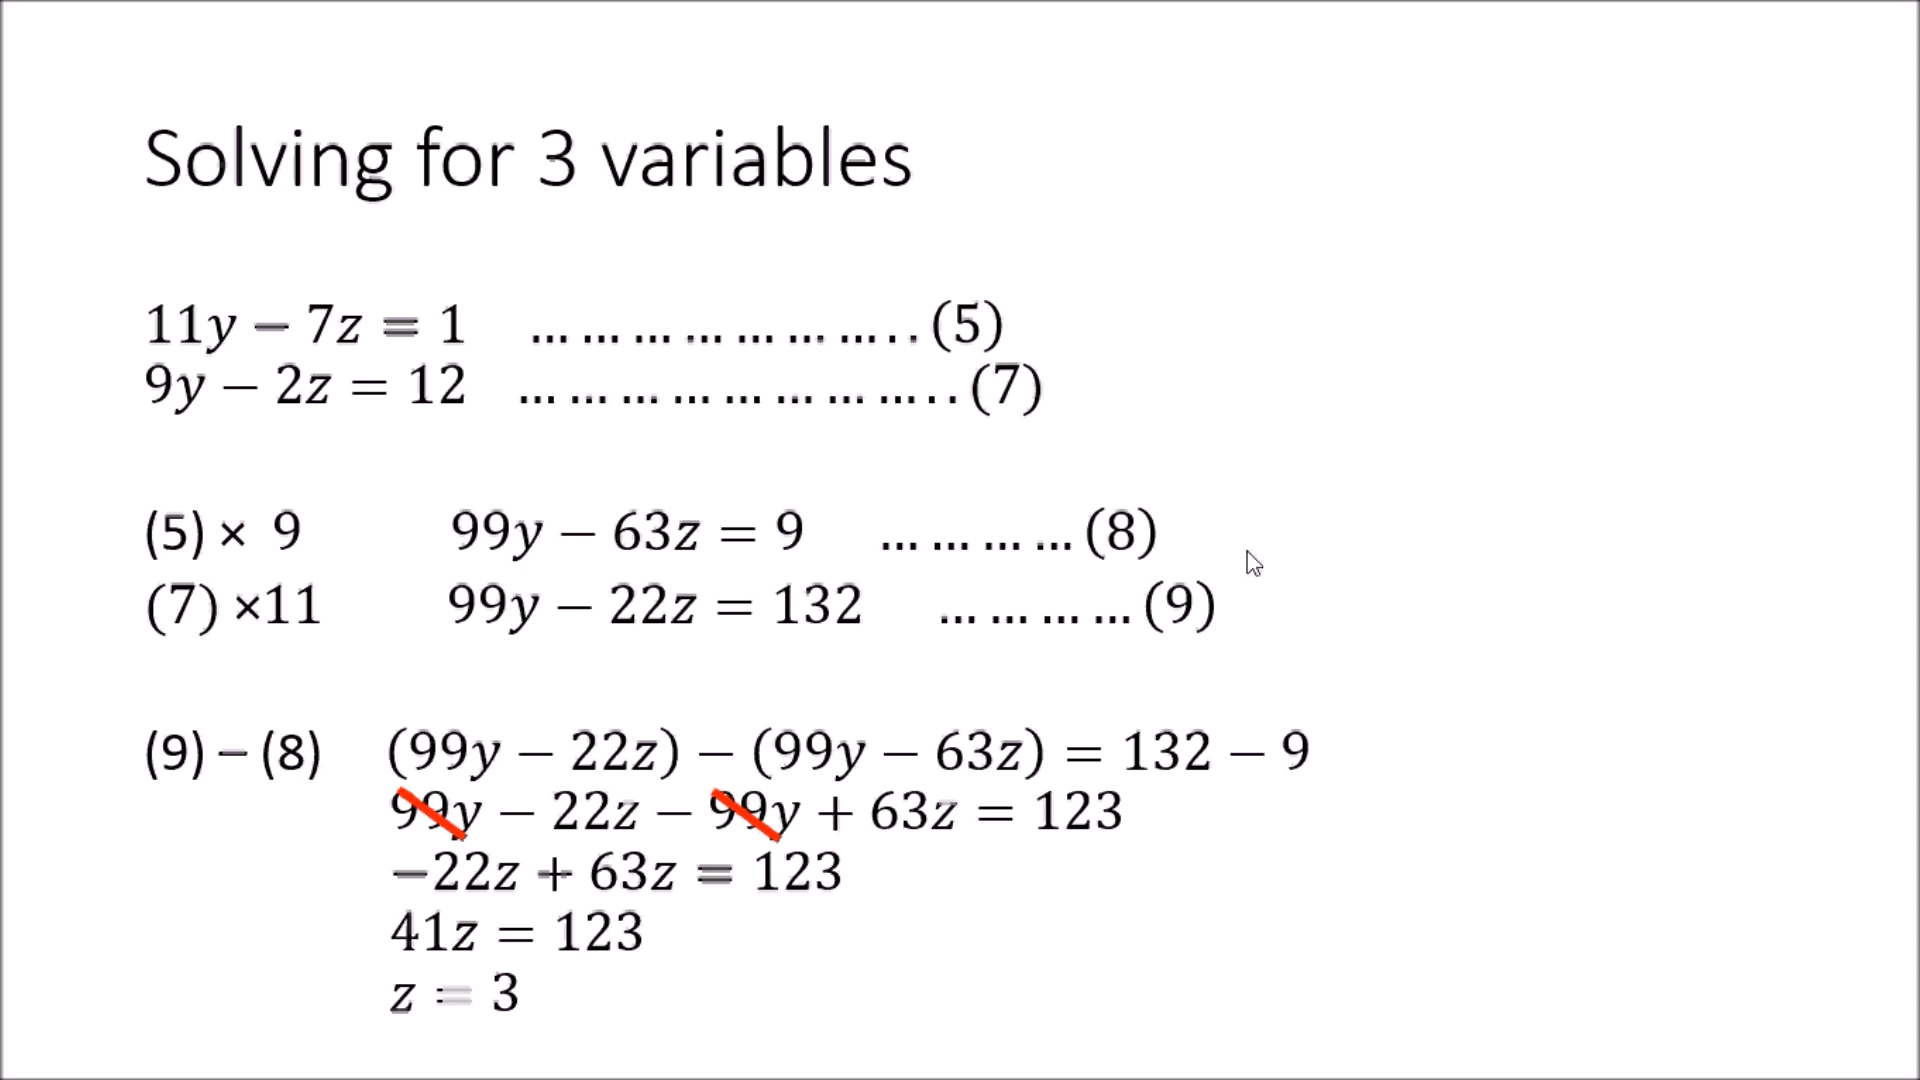 Solving for 3 variables
11y − 7z = 1 … … … … … … … . . (5)
9y − 2z = 12 … … … … … … … … . . (7)
(5) × 9 99y − 63z = 9 … … … … (8)
(7) ×11 99y − 22z = 132 … … … … (9)
(9) – (8) (99y − 22z) − (99y − 63z) = 132 − 9
99y − 22z − 99y + 63z = 123
−22z + 63z = 123
41z = 123
z = 3